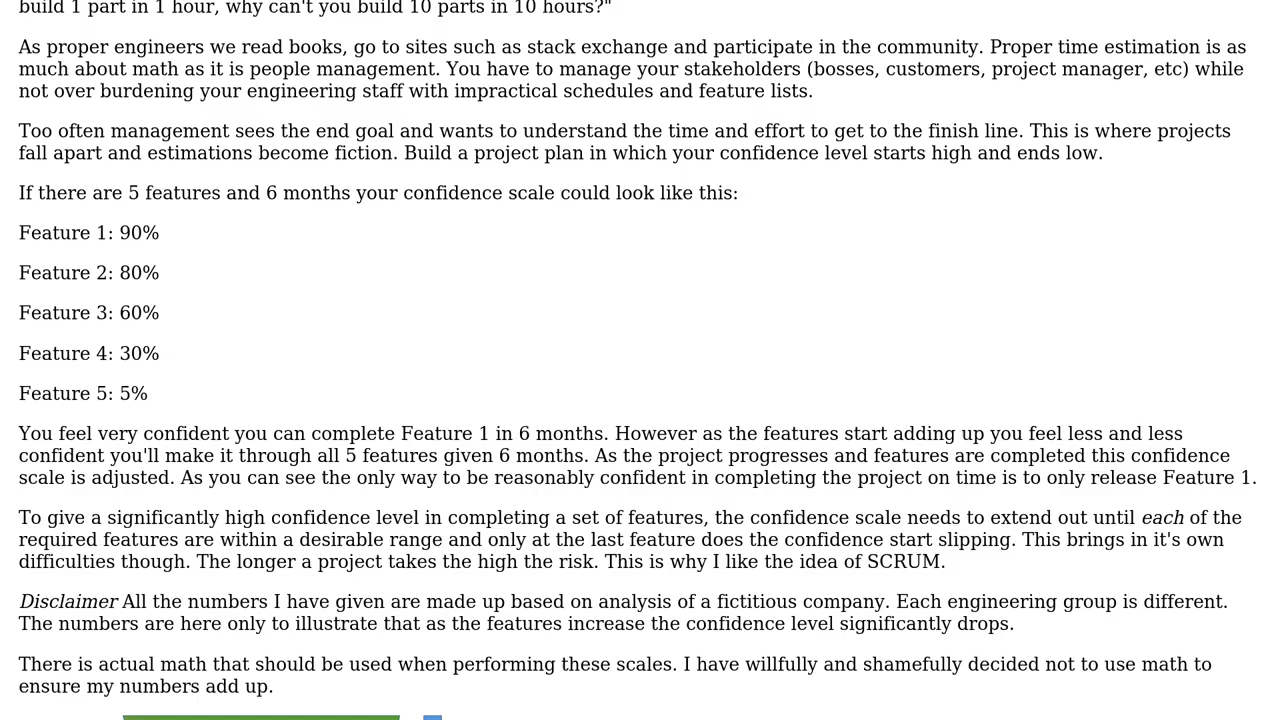 build 1 part in 1 hour, why can't you build 10 parts in 10 hours?"
As proper engineers we read books, go to sites such as stack exchange and participate in the community. Proper time estimation is as
much about math as it is people management. You have to manage your stakeholders (bosses, customers, project manager, etc) while
not over burdening your engineering staff with impractical schedules and feature lists.
Too often management sees the end goal and wants to understand the time and effort to get to the finish line. This is where projects
fall apart and estimations become fiction. Build a project plan in which your confidence level starts high and ends low.
If there are 5 features and 6 months your confidence scale could look like this:
Feature 1: 90%
Feature 2: 80%
Feature 3: 60%
Feature 4: 30%
Feature 5: 5%
You feel very confident you can complete Feature 1 in 6 months. However as the features start adding up you feel less and less
confident you'll make it through all 5 features given 6 months. As the project progresses and features are completed this confidence
scale is adjusted. As you can see the only way to be reasonably confident in completing the project on time is to only release Feature 1.
To give a significantly high confidence level in completing a set of features, the confidence scale needs to extend out until each of the
required features are within a desirable range and only at the last feature does the confidence start slipping. This brings in it's own
difficulties though. The longer a project takes the high the risk. This is why I like the idea of SCRUM.
Disclaimer All the numbers I have given are made up based on analysis of a fictitious company. Each engineering group is different.
The numbers are here only to illustrate that as the features increase the confidence level significantly drops.
There is actual math that should be used when performing these scales. I have willfully and shamefully decided not to use math to
ensure my numbers add up.